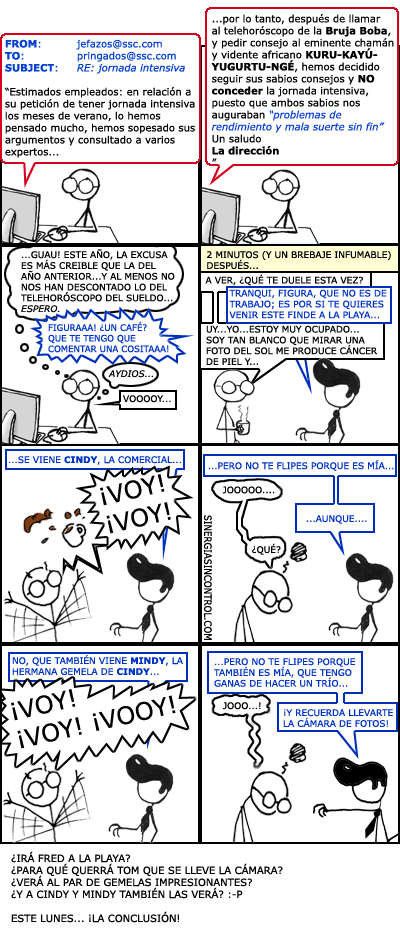 FROM: jefazos@ssc.com
TO: pringados@ssc.com
SUBJECT: RE: jornada intensiva
"Estimados empleados: en relación a
su petición de tener jornada intensiva
los meses de verano, lo hemos
pensado mucho, hemos sopesado sus
argumentos y consultado a varios
expertos...
...por lo tanto, después de llamar
al telehoróscopo de la Bruja Boba,
y pedir consejo al eminente chamán
y vidente africano KURU-KAYÚ-
YUGURTU-NGÉ, hemos decidido
seguir sus sabios consejos y NO
conceder la jornada intensiva,
puesto que ambos sabios nos
auguraban "problemas de
rendimiento y mala suerte sin fin"
Un saludo
La dirección
"
...GUAU! ESTE AÑO, LA EXCUSA
ES MÁS CREIBLE QUE LA DEL
AÑO ANTERIOR...Y AL MENOS NO
NOS HAN DESCONTADO LO DEL
TELEHORÓSCOPO DEL SUELDO...
ESPERO.
FIGURAAA! ¿UN CAFÉ?
QUE TE TENGO QUE
COMENTAR UNA COSITAAA!
AYDIOS...
VOOOOY...
2 MINUTOS (Y UN BREBAJE INFUMABLE)
DESPUÉS...
A VER, ¿QUÉ TE DUELE ESTA VEZ?
TRANQUI, FIGURA, QUE NO ES DE
TRABAJO; ES POR SI TE QUIERES
VENIR ESTE FINDE A LA PLAYA...
UY...YO...ESTOY MUY OCUPADO...
SOY TAN BLANCO QUE MIRAR UNA
FOTO DEL SOL ME PRODUCE CÁNCER
DE PIEL Y...
...SE VIENE CINDY, LA COMERCIAL...
¡VOY!
¡VOY!
SINERGIASINCONTROL.COM
...PERO NO TE FLIPES PORQUE ES MÍA...
JOOOOO....
...AUNQUE....
¿QUÉ?
NO, QUE TAMBIÉN VIENE MINDY, LA
HERMANA GEMELA DE CINDY...
¡VOY!
¡VOY! ¡VOOY!
...PERO NO TE FLIPES PORQUE
TAMBIÉN ES MÍA, QUE TENGO
GANAS DE HACER UN TRÍO...
JOOO...!
¡Y RECUERDA LLEVARTE
LA CÁMARA DE FOTOS!
¿IRÁ FRED A LA PLAYA?
¿PARA QUÉ QUERRÁ TOM QUE SE LLEVE LA CÁMARA?
¿VERÁ AL PAR DE GEMELAS IMPRESIONANTES?
¿Y A CINDY Y MINDY TAMBIÉN LAS VERÁ? :-P
ESTE LUNES... ¡LA CONCLUSIÓN!